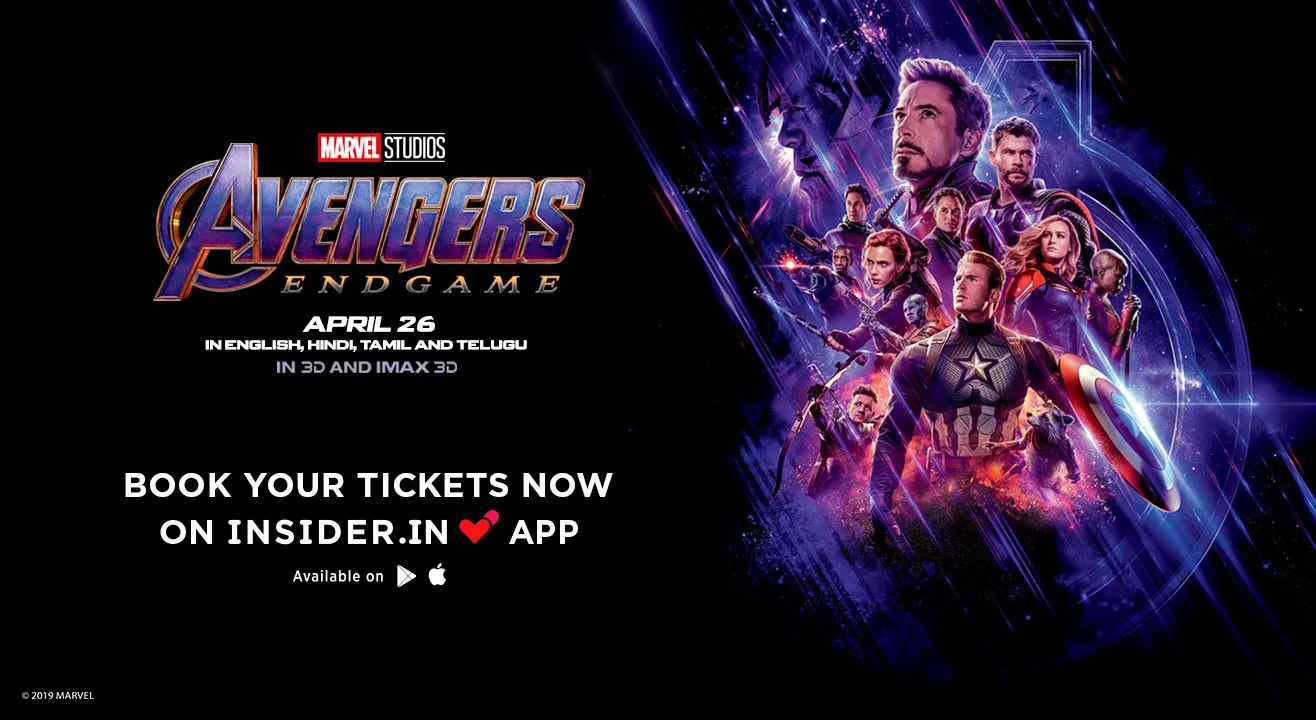 MARVEL STUDIOS
AVENGERS
ENDGAME
APRIL 26
IN ENGLISH, HINDI, TAMIL AND TELUGU
IN 3D AND IMAX 3D
BOOK YOUR TICKETS NOW
ON INSIDER.IN APP
Available on
© 2019 MARVEL